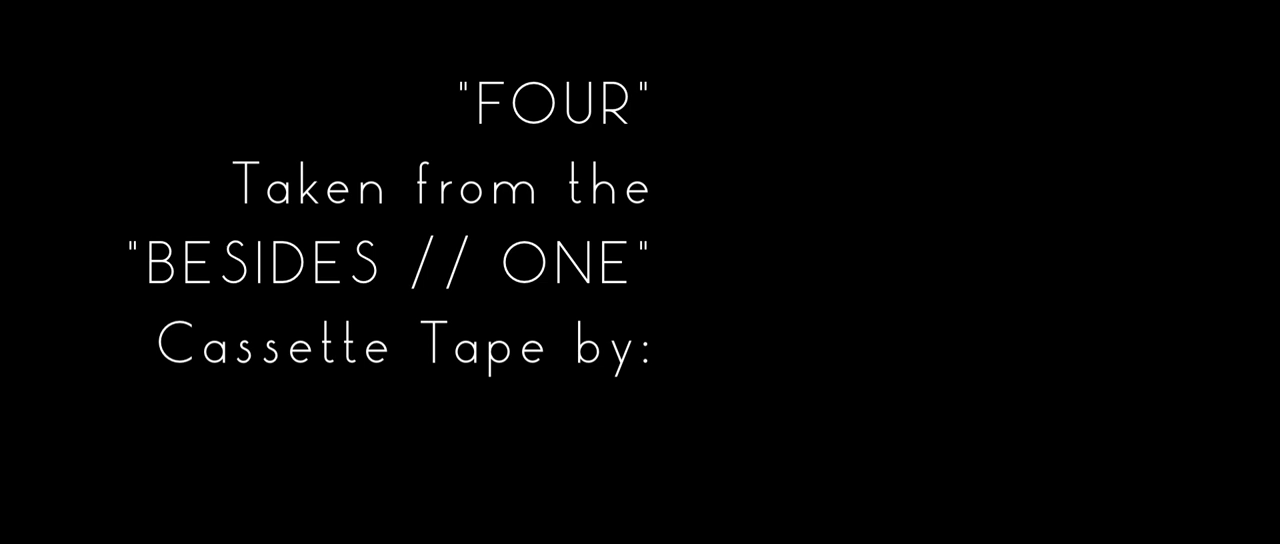 "FOUR"
Taken from the
"BESIDES // ONE"
Cassette Tape by: